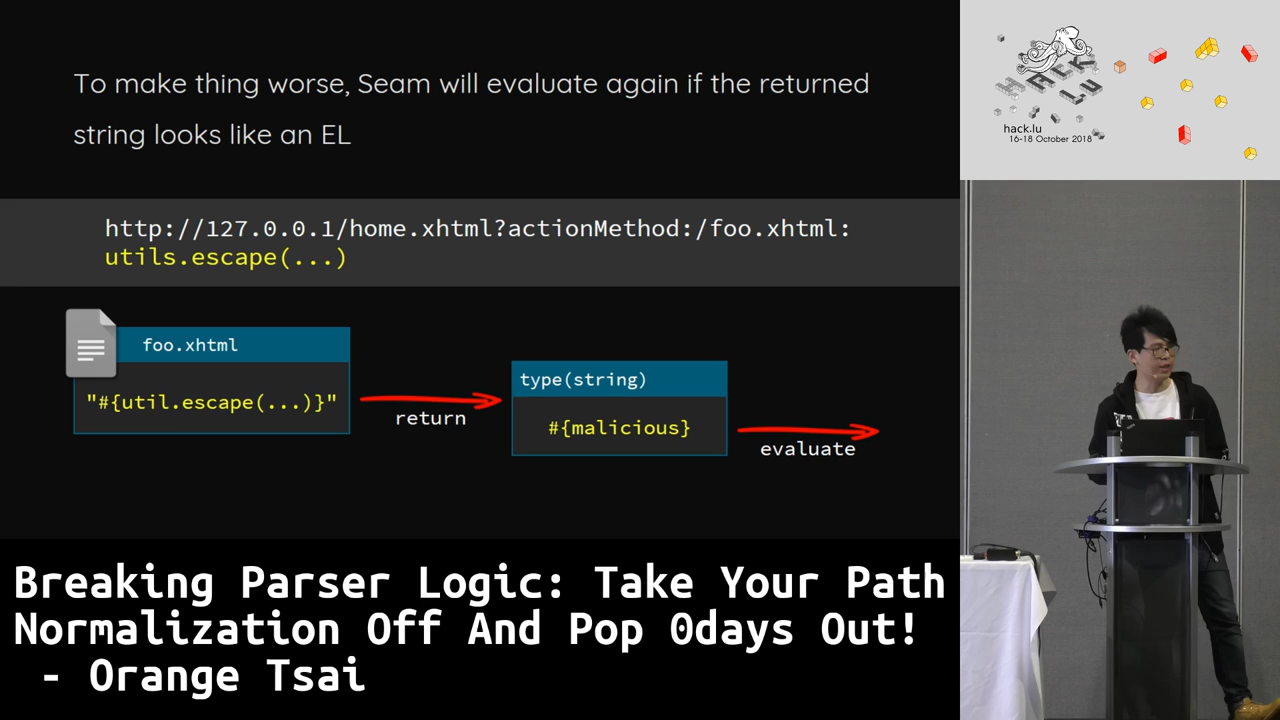 To make thing worse, Seam will evaluate again if the returned
string looks like an EL
http://127.0.0.1/home.xhtml?actionMethod:/foo.xhtml:
utils.escape(...)
foo.xhtml
"#{util.escape(...)}"
return
type(string)
#{malicious}
evaluate
HACK
LU
hack.lu
16-18 October 2018
Breaking Parser Logic: Take Your Path
Normalization Off And Pop 0days Out!
- Orange Tsai